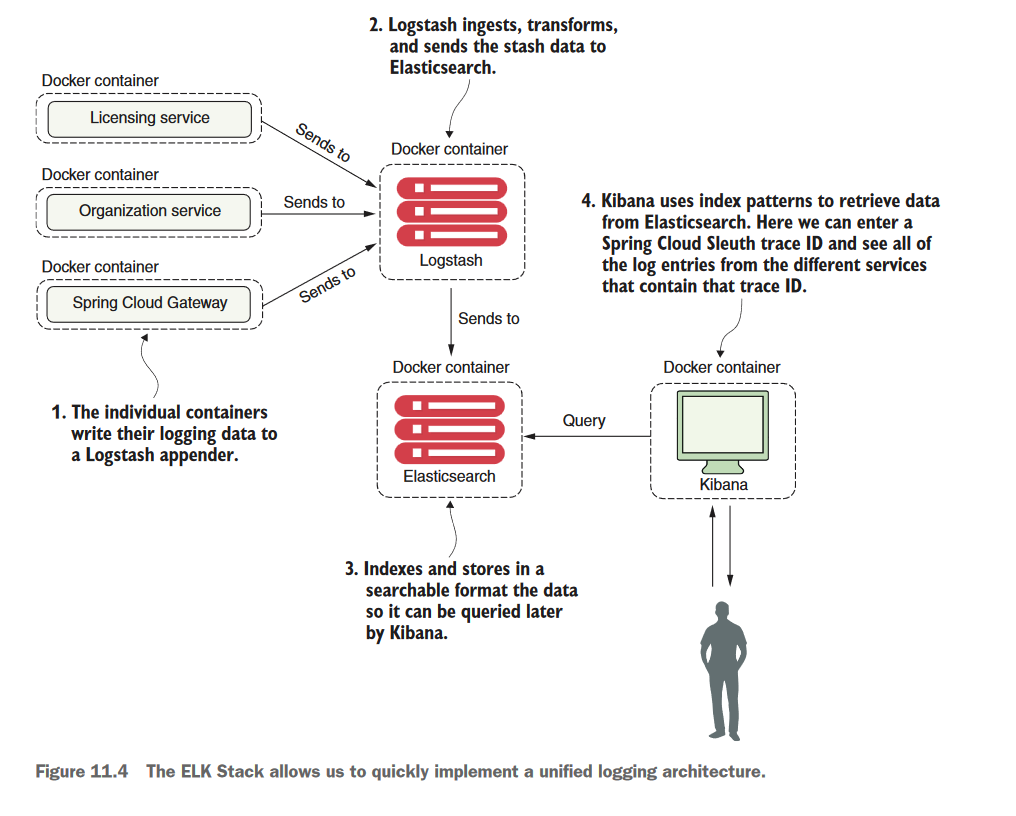 2. Logstash ingests, transforms,
and sends the stash data to
Elasticsearch.
Docker container
Licensing service
Sends to
Docker container
Docker container
Organization service
Sends to
Logstash
Docker container
Spring Cloud Gateway
Sends to
1. The individual containers
write their logging data to
a Logstash appender.
Sends to
4. Kibana uses index patterns to retrieve data
from Elasticsearch. Here we can enter a
Spring Cloud Sleuth trace ID and see all of
the log entries from the different services
that contain that trace ID.
Docker container
Elasticsearch
Query
Docker container
Kibana
3. Indexes and stores in a
searchable format the data
so it can be queried later
by Kibana.
Figure 11.4 The ELK Stack allows us to quickly implement a unified logging architecture.